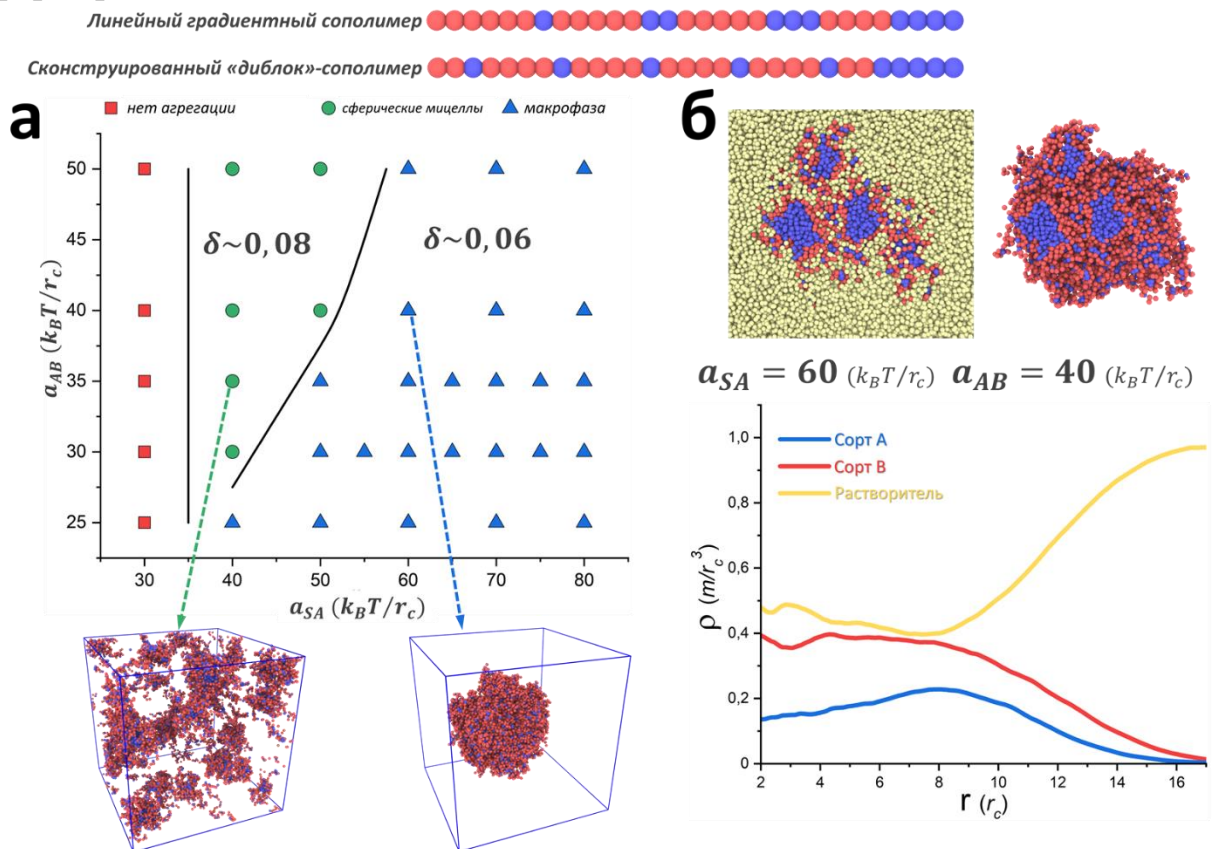 Линейный градиентный сополимер
Сконструированный «диблок»-сополимер
а
нет агрегации
сферические мицеллы
макрофаза
50
45
40
35
30
25
a_AB (k_BT/r_c)
δ~0,08
δ~0,06
30 40 50 60 70 80
a_SA (k_BT/r_c)
б
a_SA = 60 (k_BT/r_c) a_AB = 40 (k_BT/r_c)
Сорт А
Сорт В
Растворитель
1,0
0,8
0,6
0,4
0,2
0
ρ (m/r_c^3)
2 4 6 8 10 12 14 16
r (r_c)